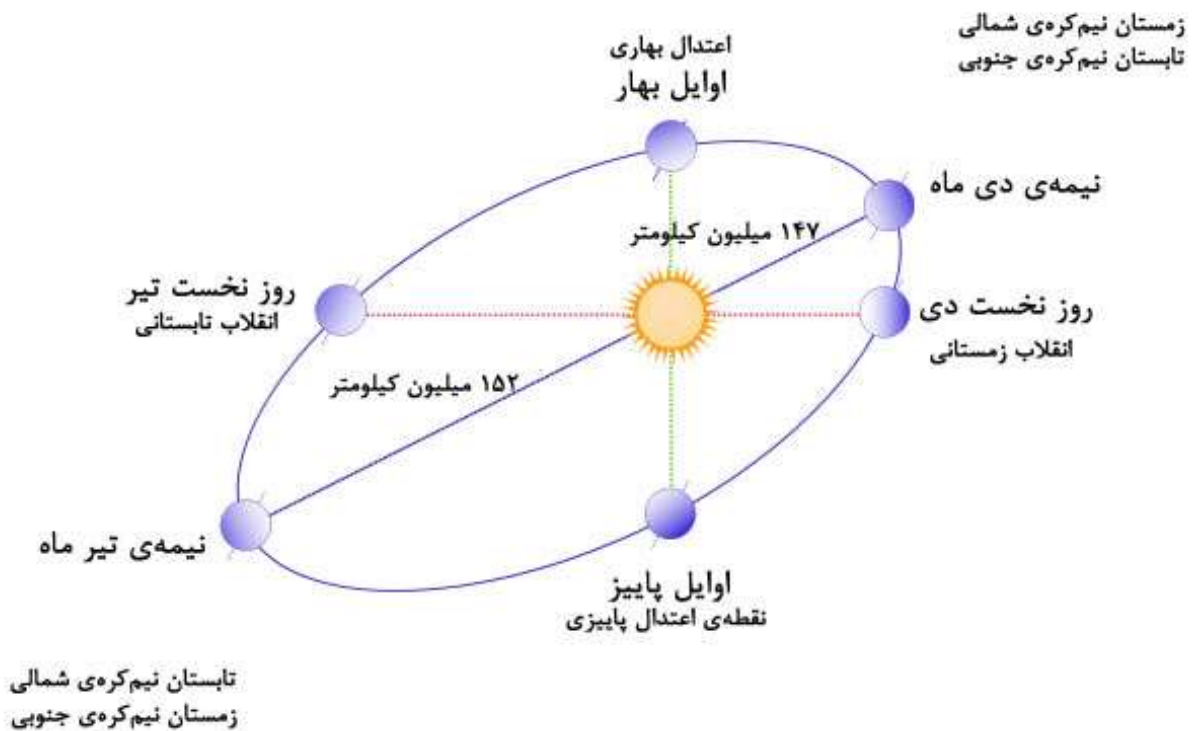 زمستان نیم‌کره‌ی شمالی
تابستان نیم‌کره‌ی جنوبی
اعتدال بهاری
اوایل بهار
نیمه‌ی دی ماه
۱۴۷ میلیون کیلومتر
روز نخست دی
انقلاب زمستانی
روز نخست تیر
انقلاب تابستانی
۱۵۲ میلیون کیلومتر
نیمه‌ی تیر ماه
اوایل پاییز
نقطه‌ی اعتدال پاییزی
تابستان نیم‌کره‌ی شمالی
زمستان نیم‌کره‌ی جنوبی